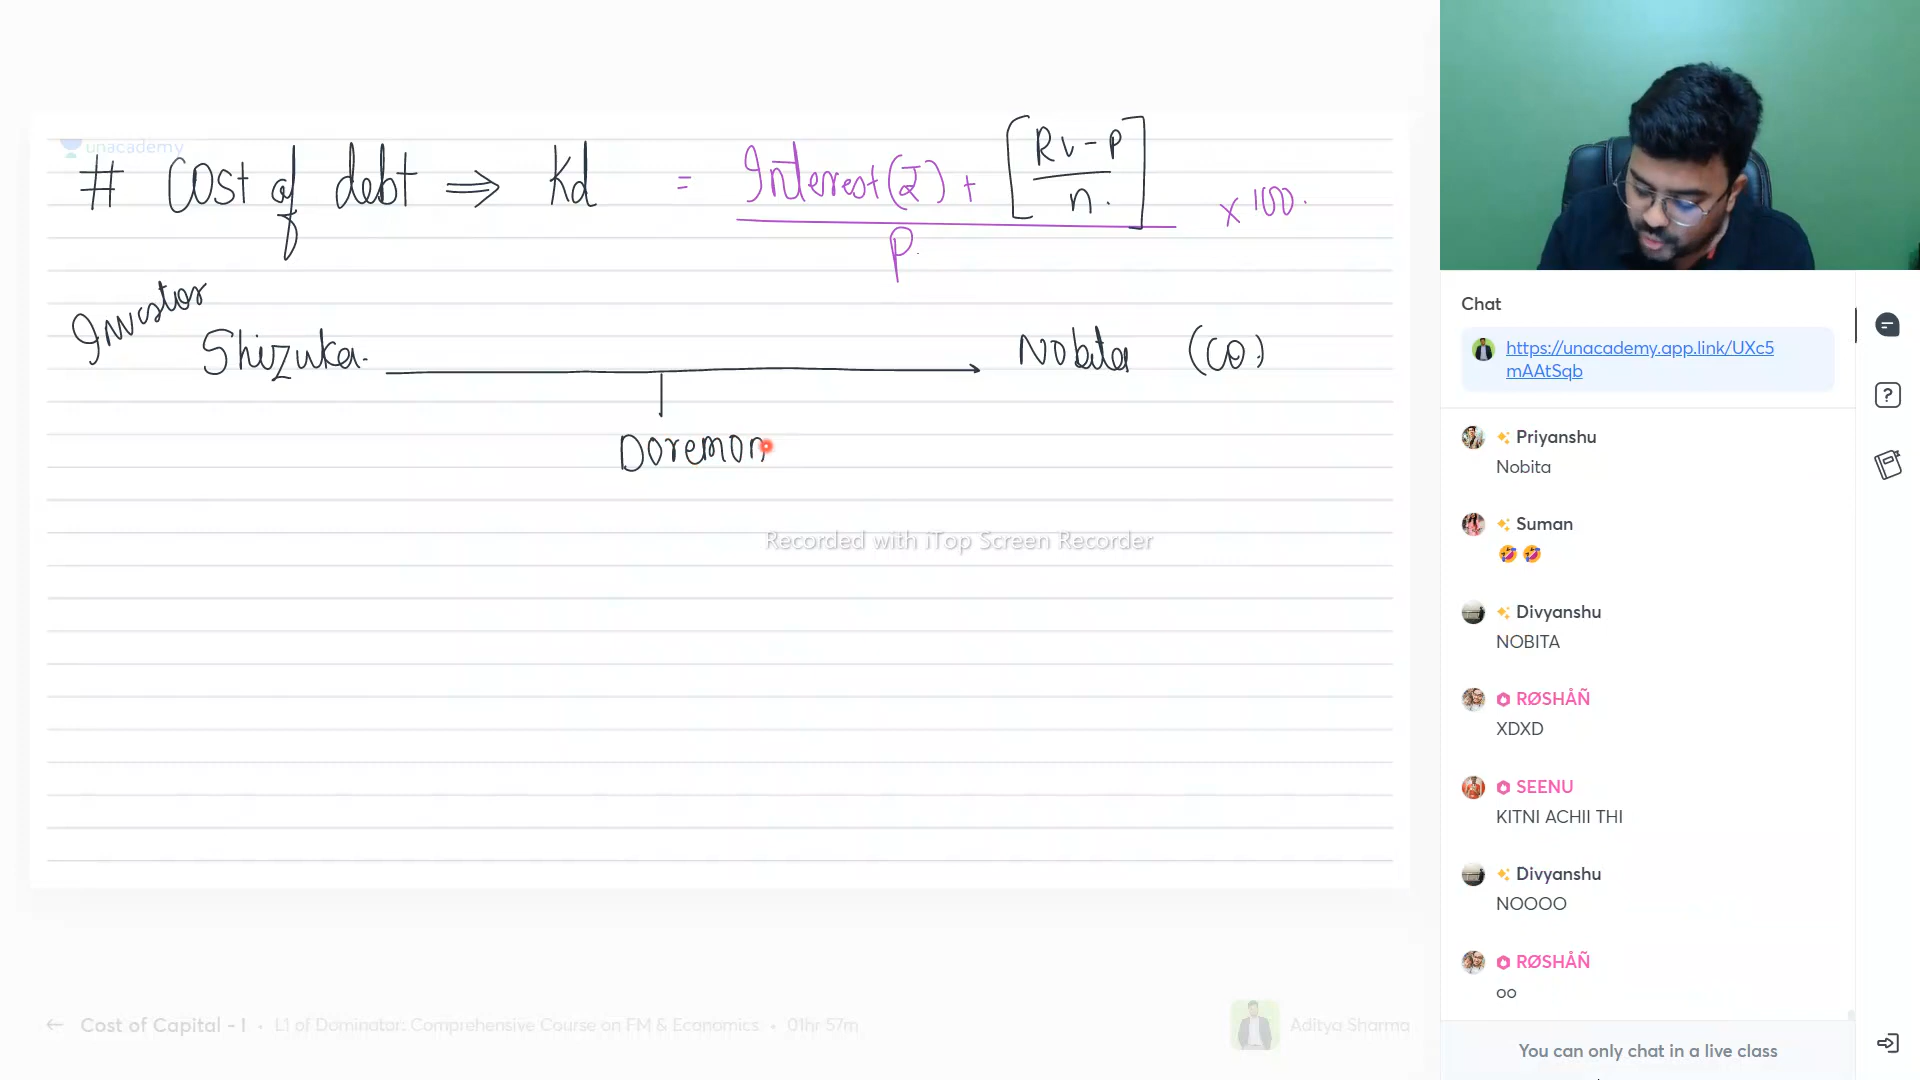 unacademy
# Cost of debt ⇒ Kd = Interest(I) + [Rv - P / n.] / P. x 100.
Investor
Shizuka. Nobita (CO.)
Doremon
Recorded with iTop Screen Recorder
← Cost of Capital - I • L1 of Dominator: Comprehensive Course on FM & Economics • 01hr 57m
Aditya Sharma
Chat
https://unacademy.app.link/UXc5
mAAtSqb
Priyanshu
Nobita
Suman
🤣 🤣
Divyanshu
NOBITA
RØSHÅÑ
XDXD
SEENU
KITNI ACHII THI
Divyanshu
NOOOO
RØSHÅÑ
oo
You can only chat in a live class